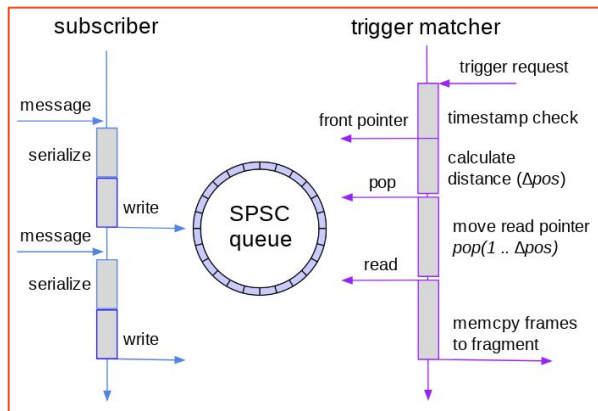 subscriber
trigger matcher
trigger request
message
front pointer
timestamp check
serialize
calculate
distance (Δpos)
pop
write
SPSC
queue
move read pointer
pop(1 .. Δpos)
message
read
serialize
write
memcpy frames
to fragment